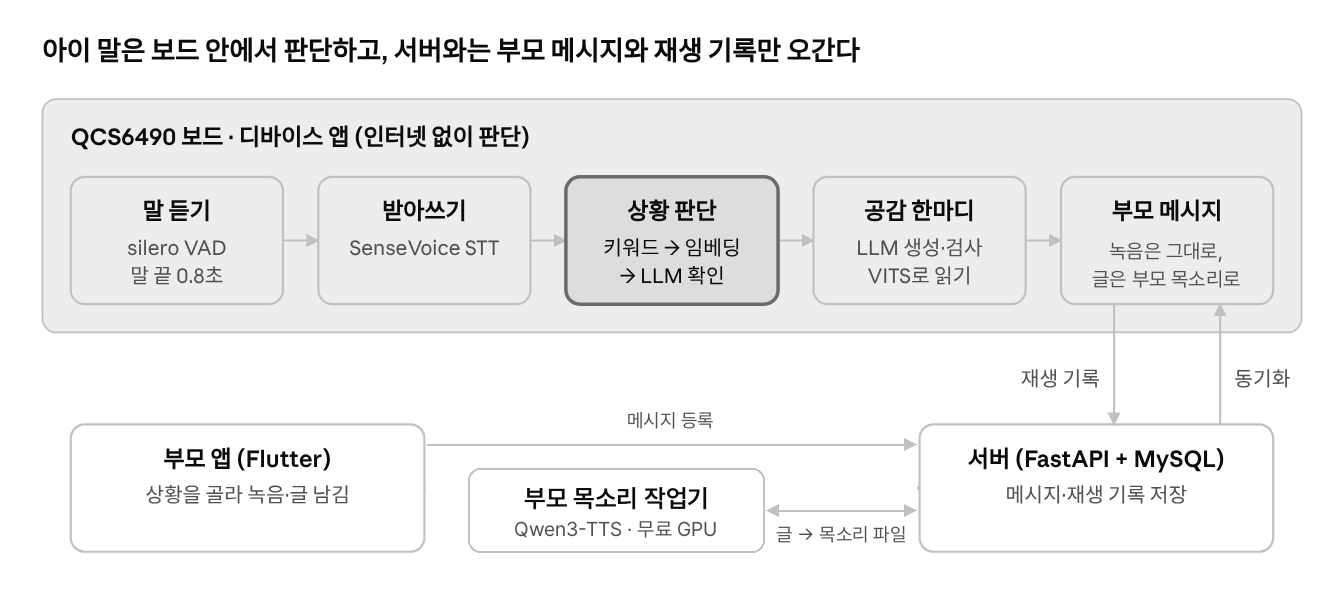 아이 말은 보드 안에서 판단하고, 서버와는 부모 메시지와 재생 기록만 오간다
QCS6490 보드 · 디바이스 앱 (인터넷 없이 판단)
말 듣기
silero VAD
말 끝 0.8초
받아쓰기
SenseVoice STT
상황 판단
키워드 → 임베딩
→ LLM 확인
공감 한마디
LLM 생성·검사
VITS로 읽기
부모 메시지
녹음은 그대로,
글은 부모 목소리로
재생 기록
동기화
메시지 등록
부모 앱 (Flutter)
상황을 골라 녹음·글 남김
부모 목소리 작업기
Qwen3-TTS · 무료 GPU
글 → 목소리 파일
서버 (FastAPI + MySQL)
메시지·재생 기록 저장